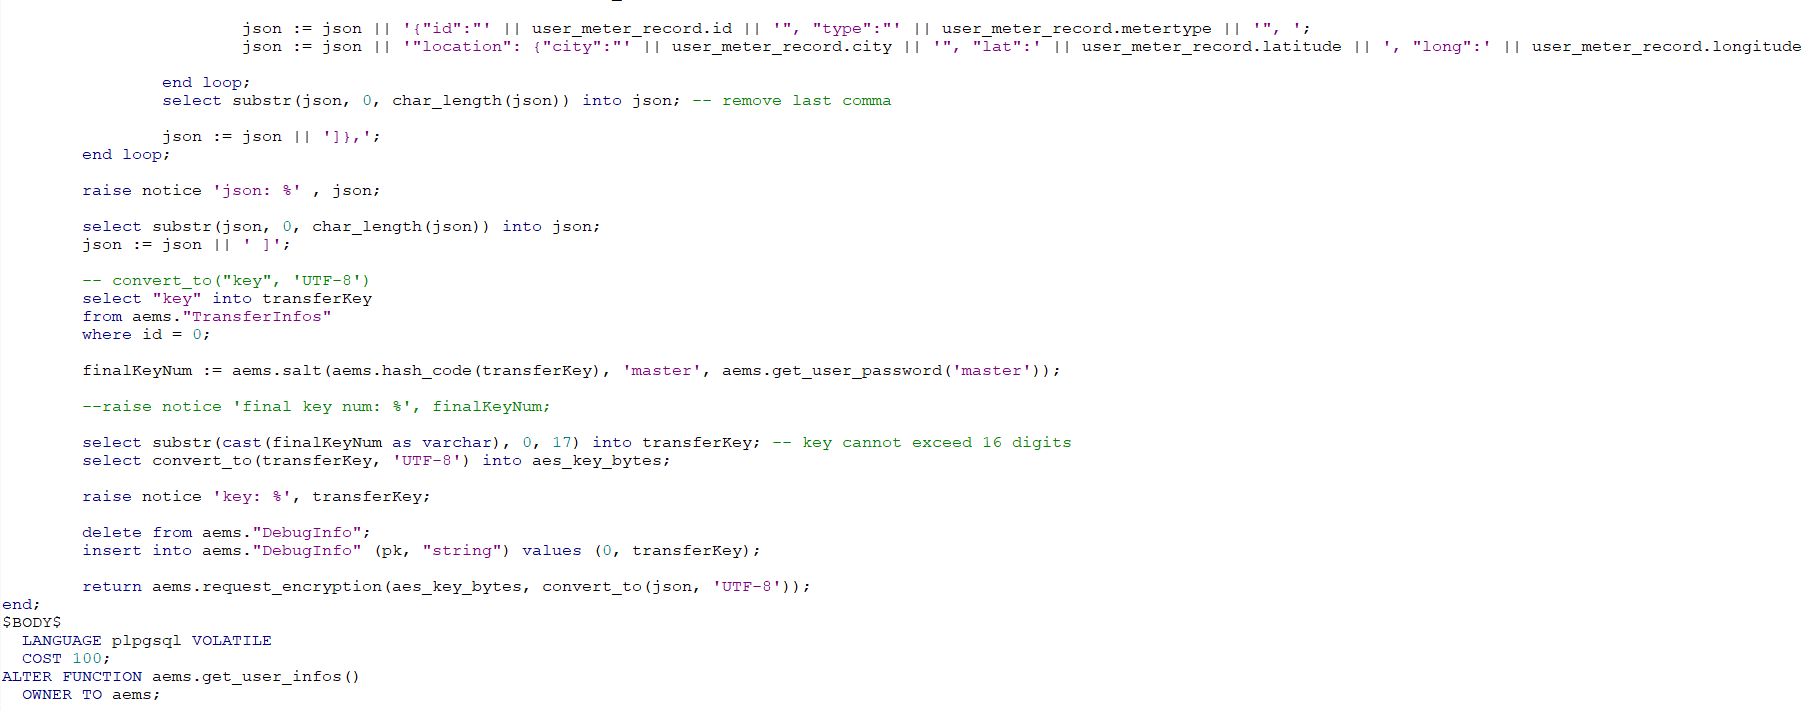 json := json || '{"id":"' || user_meter_record.id || '", "type":"' || user_meter_record.metertype || '", ';
json := json || '"location": {"city":"' || user_meter_record.city || '", "lat":' || user_meter_record.latitude || ', "long":' || user_meter_record.longitude
end loop;
select substr(json, 0, char_length(json)) into json; -- remove last comma
json := json || ']},';
end loop;
raise notice 'json: %' , json;
select substr(json, 0, char_length(json)) into json;
json := json || ' ]';
-- convert_to("key", 'UTF-8')
select "key" into transferKey
from aems."TransferInfos"
where id = 0;
finalKeyNum := aems.salt(aems.hash_code(transferKey), 'master', aems.get_user_password('master'));
--raise notice 'final key num: %', finalKeyNum;
select substr(cast(finalKeyNum as varchar), 0, 17) into transferKey; -- key cannot exceed 16 digits
select convert_to(transferKey, 'UTF-8') into aes_key_bytes;
raise notice 'key: %', transferKey;
delete from aems."DebugInfo";
insert into aems."DebugInfo" (pk, "string") values (0, transferKey);
return aems.request_encryption(aes_key_bytes, convert_to(json, 'UTF-8'));
end;
$BODY$
LANGUAGE plpgsql VOLATILE
COST 100;
ALTER FUNCTION aems.get_user_infos()
OWNER TO aems;